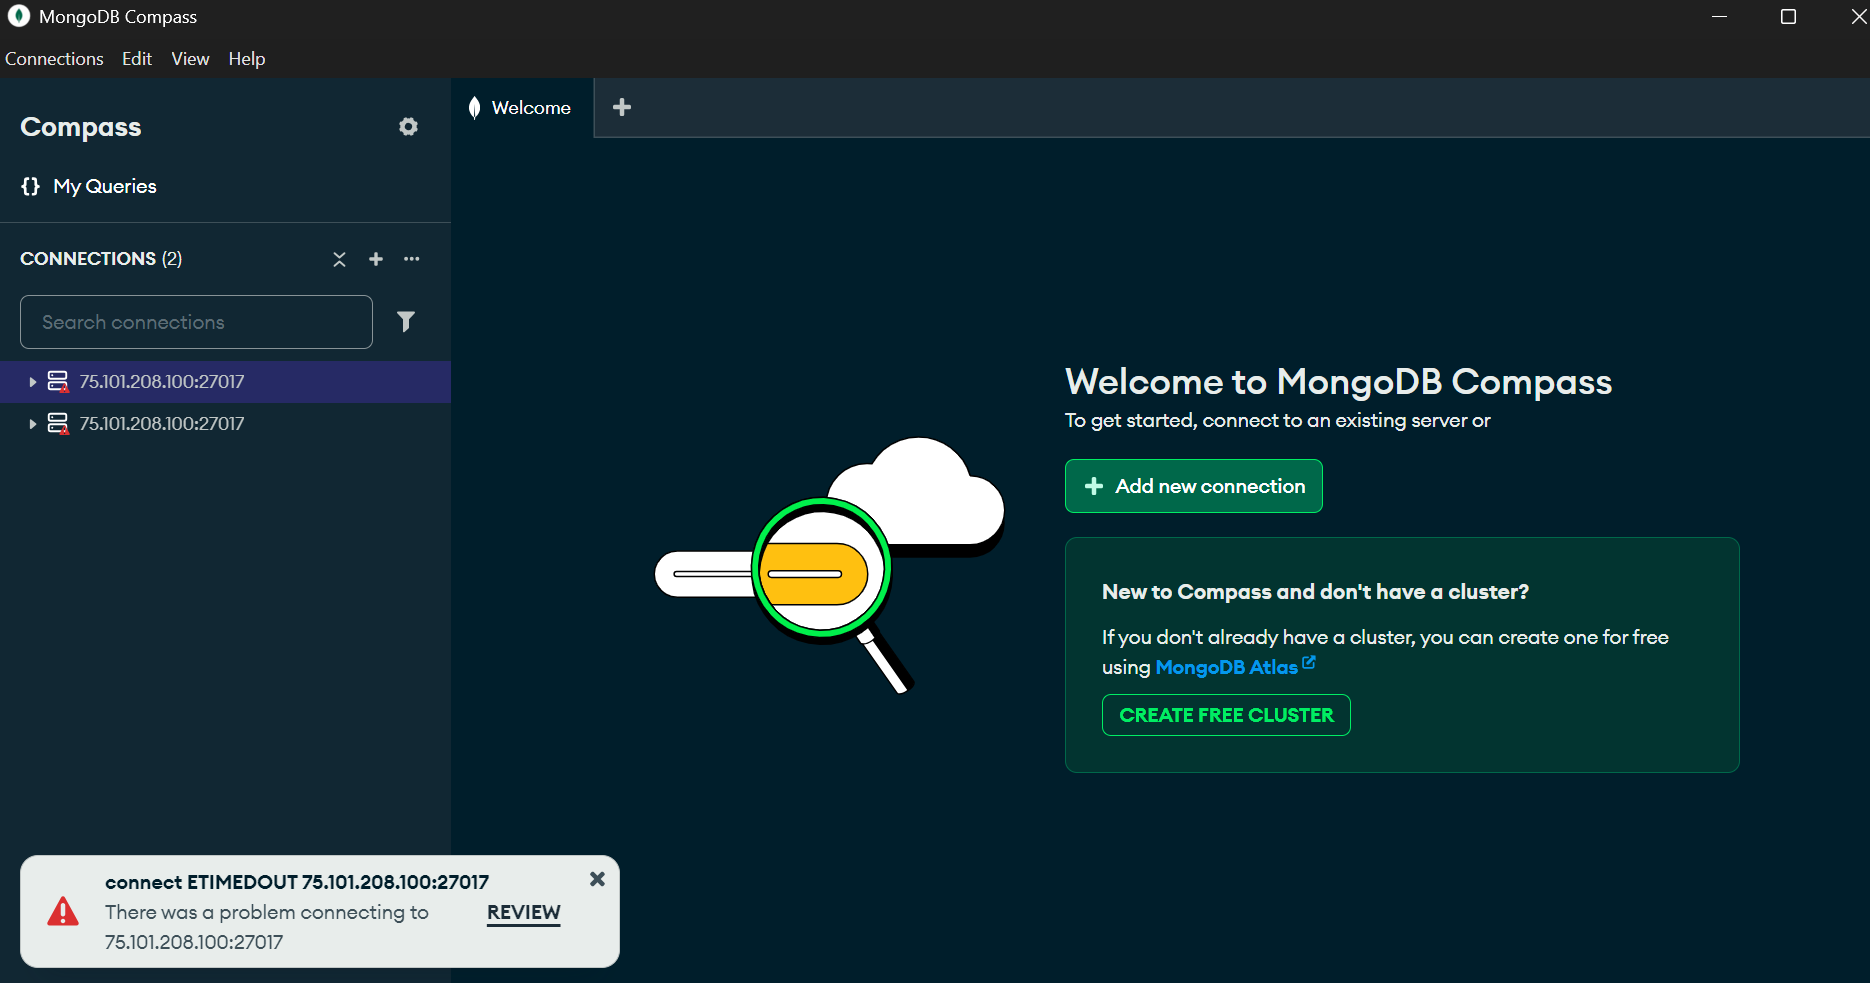 MongoDB Compass
Connections Edit View Help
Compass
{} My Queries
CONNECTIONS (2)
Search connections
75.101.208.100:27017
75.101.208.100:27017
Welcome
Welcome to MongoDB Compass
To get started, connect to an existing server or
Add new connection
New to Compass and don't have a cluster?
If you don't already have a cluster, you can create one for free
using MongoDB Atlas
CREATE FREE CLUSTER
connect ETIMEDOUT 75.101.208.100:27017
There was a problem connecting to
75.101.208.100:27017
REVIEW